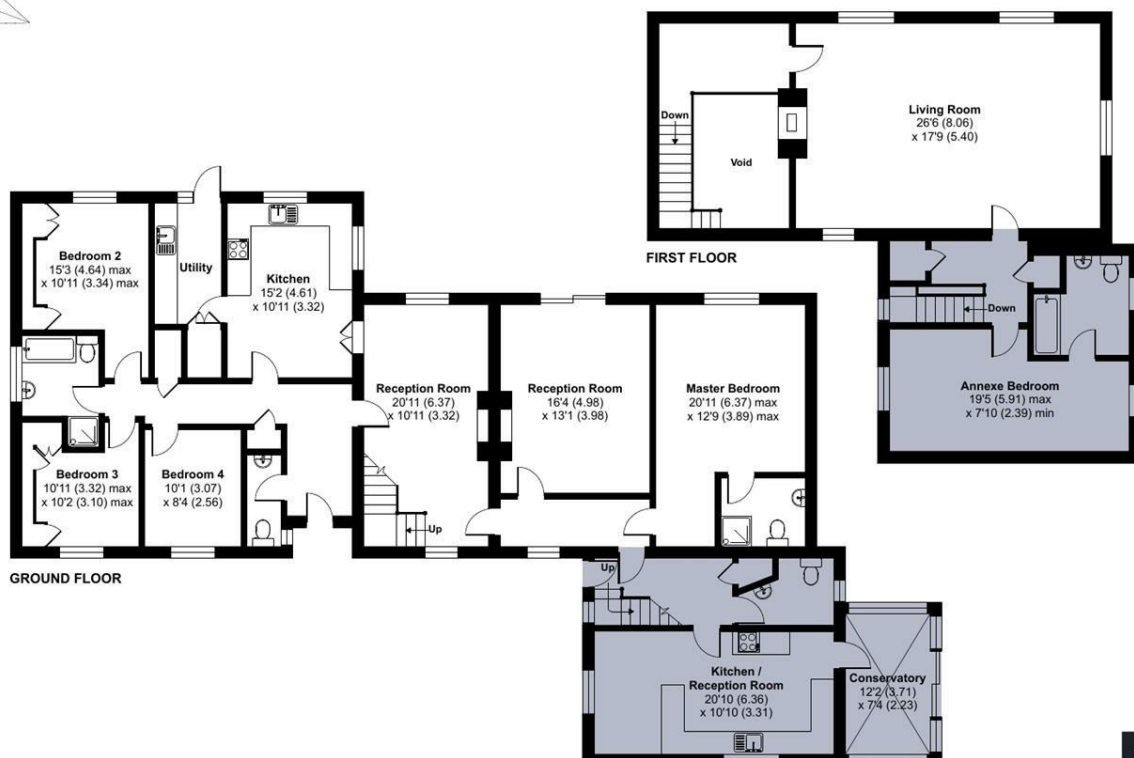 Living Room
26'6 (8.06)
x 17'9 (5.40)
Down
Void
FIRST FLOOR
Bedroom 2
15'3 (4.64) max
x 10'11 (3.34) max
Utility
Kitchen
15'2 (4.61)
x 10'11 (3.32)
Down
Annexe Bedroom
19'5 (5.91) max
x 7'10 (2.39) min
Reception Room
20'11 (6.37)
x 10'11 (3.32)
Reception Room
16'4 (4.98)
x 13'1 (3.98)
Master Bedroom
20'11 (6.37) max
x 12'9 (3.89) max
Bedroom 3
10'11 (3.32) max
x 10'2 (3.10) max
Bedroom 4
10'1 (3.07)
x 8'4 (2.56)
Up
GROUND FLOOR
Up
Kitchen /
Reception Room
20'10 (6.36)
x 10'10 (3.31)
Conservatory
12'2 (3.71)
x 7'4 (2.23)